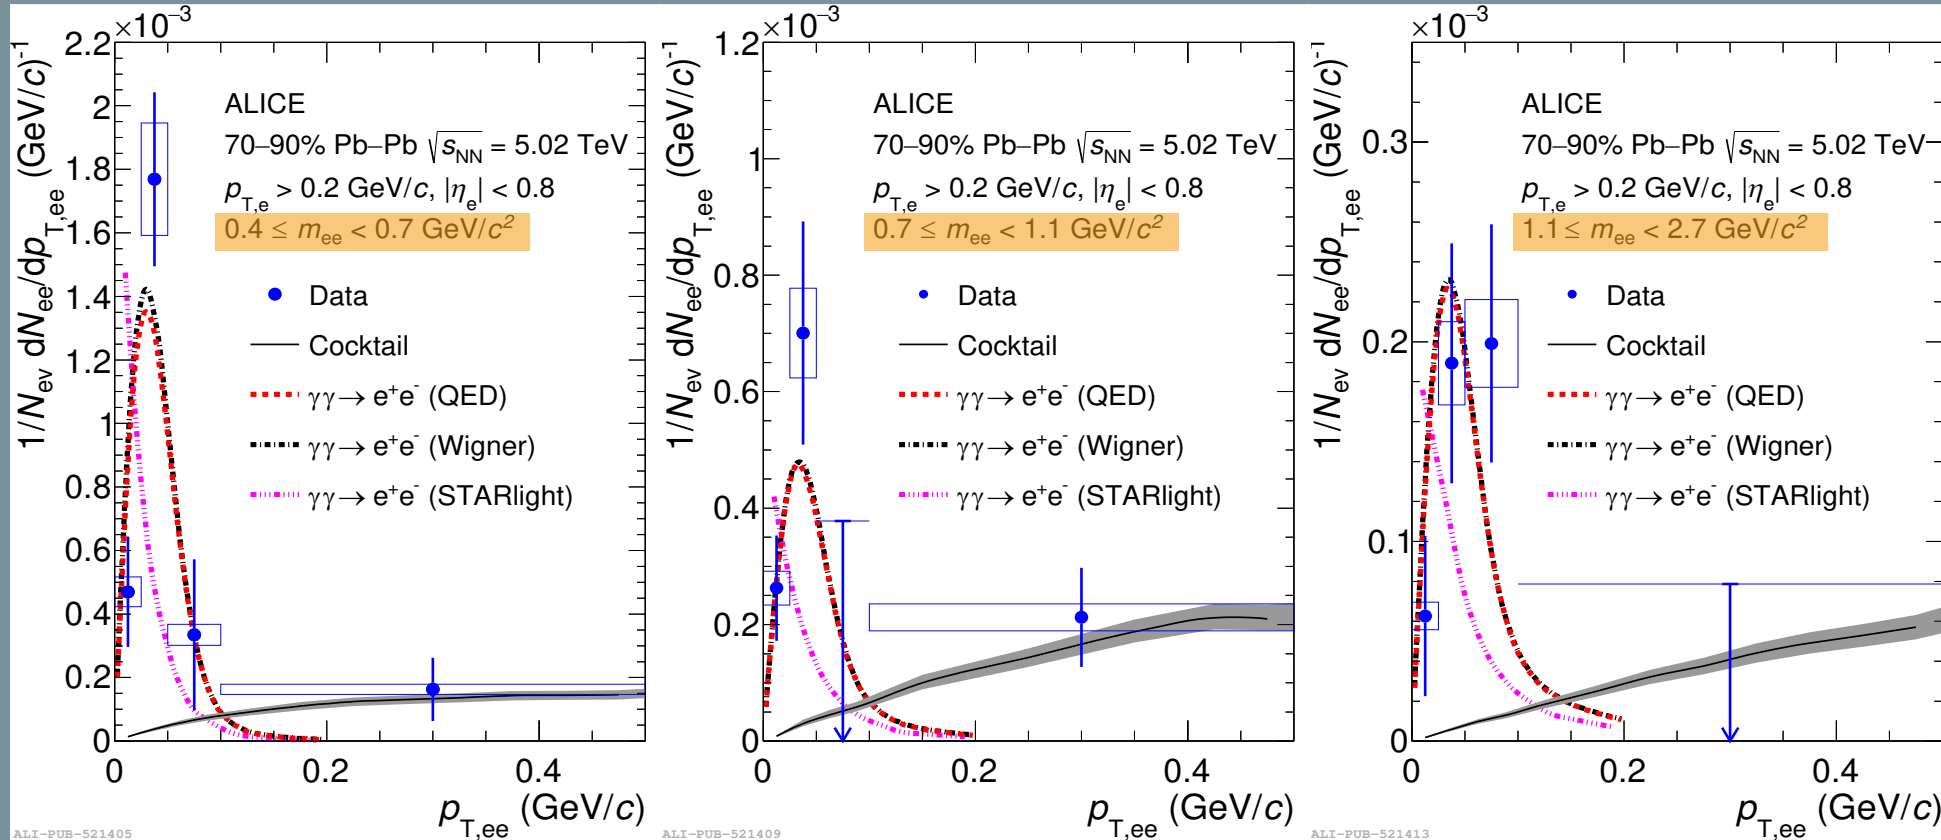 ×10⁻³
1/N_ev dN_ee/dp_T,ee (GeV/c)⁻¹
2.2
2
1.8
1.6
1.4
1.2
1
0.8
0.6
0.4
0.2
0
ALICE
70–90% Pb–Pb √s_NN = 5.02 TeV
p_T,e > 0.2 GeV/c, |η_e| < 0.8
0.4 ≤ m_ee < 0.7 GeV/c²
Data
Cocktail
γγ→ e⁺e⁻ (QED)
γγ→ e⁺e⁻ (Wigner)
γγ→ e⁺e⁻ (STARlight)
0 0.2 0.4
p_T,ee (GeV/c)
ALI-PUB-521405
×10⁻³
1/N_ev dN_ee/dp_T,ee (GeV/c)⁻¹
1.2
1
0.8
0.6
0.4
0.2
0
ALICE
70–90% Pb–Pb √s_NN = 5.02 TeV
p_T,e > 0.2 GeV/c, |η_e| < 0.8
0.7 ≤ m_ee < 1.1 GeV/c²
Data
Cocktail
γγ→ e⁺e⁻ (QED)
γγ→ e⁺e⁻ (Wigner)
γγ→ e⁺e⁻ (STARlight)
0 0.2 0.4
p_T,ee (GeV/c)
ALI-PUB-521409
×10⁻³
1/N_ev dN_ee/dp_T,ee (GeV/c)⁻¹
0.3
0.2
0.1
0
ALICE
70–90% Pb–Pb √s_NN = 5.02 TeV
p_T,e > 0.2 GeV/c, |η_e| < 0.8
1.1 ≤ m_ee < 2.7 GeV/c²
Data
Cocktail
γγ→ e⁺e⁻ (QED)
γγ→ e⁺e⁻ (Wigner)
γγ→ e⁺e⁻ (STARlight)
0 0.2 0.4
p_T,ee (GeV/c)
ALI-PUB-521413